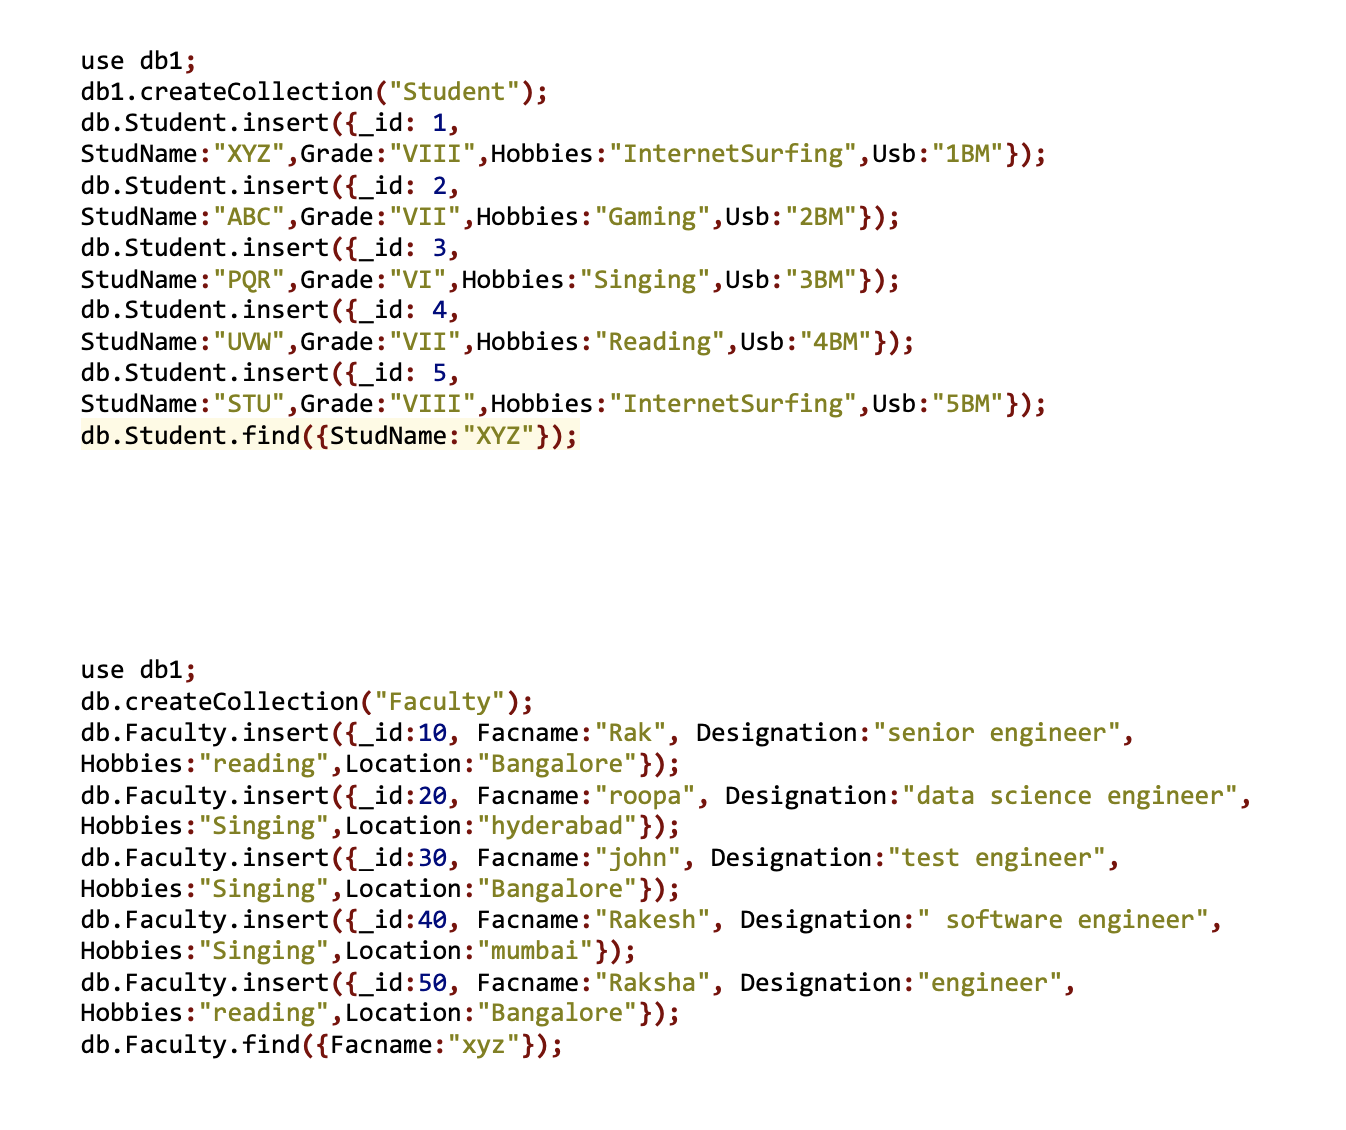 use db1;
db1.createCollection("Student");
db.Student.insert({_id: 1,
StudName:"XYZ",Grade:"VIII",Hobbies:"InternetSurfing",Usb:"1BM"});
db.Student.insert({_id: 2,
StudName:"ABC",Grade:"VII",Hobbies:"Gaming",Usb:"2BM"});
db.Student.insert({_id: 3,
StudName:"PQR",Grade:"VI",Hobbies:"Singing",Usb:"3BM"});
db.Student.insert({_id: 4,
StudName:"UVW",Grade:"VII",Hobbies:"Reading",Usb:"4BM"});
db.Student.insert({_id: 5,
StudName:"STU",Grade:"VIII",Hobbies:"InternetSurfing",Usb:"5BM"});
db.Student.find({StudName:"XYZ"});
use db1;
db.createCollection("Faculty");
db.Faculty.insert({_id:10, Facname:"Rak", Designation:"senior engineer",
Hobbies:"reading",Location:"Bangalore"});
db.Faculty.insert({_id:20, Facname:"roopa", Designation:"data science engineer",
Hobbies:"Singing",Location:"hyderabad"});
db.Faculty.insert({_id:30, Facname:"john", Designation:"test engineer",
Hobbies:"Singing",Location:"Bangalore"});
db.Faculty.insert({_id:40, Facname:"Rakesh", Designation:" software engineer",
Hobbies:"Singing",Location:"mumbai"});
db.Faculty.insert({_id:50, Facname:"Raksha", Designation:"engineer",
Hobbies:"reading",Location:"Bangalore"});
db.Faculty.find({Facname:"xyz"});